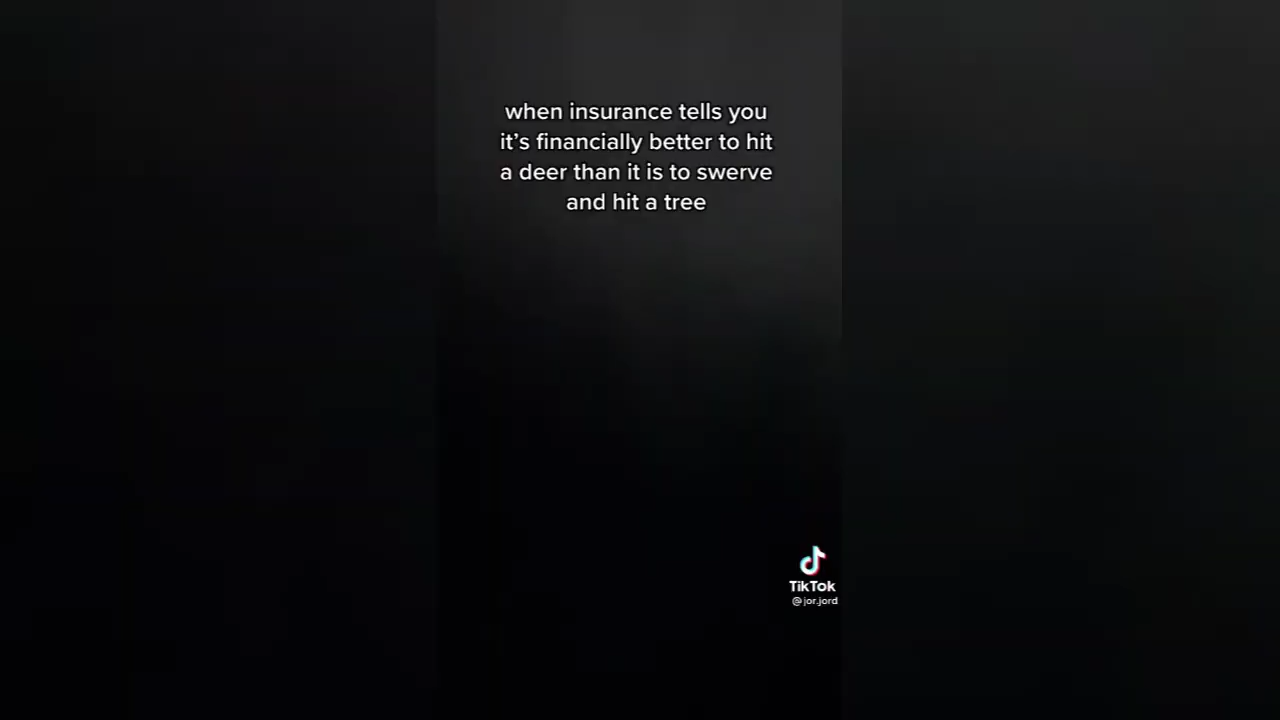 when insurance tells you
it’s financially better to hit
a deer than it is to swerve
and hit a tree
TikTok
@jor.jord